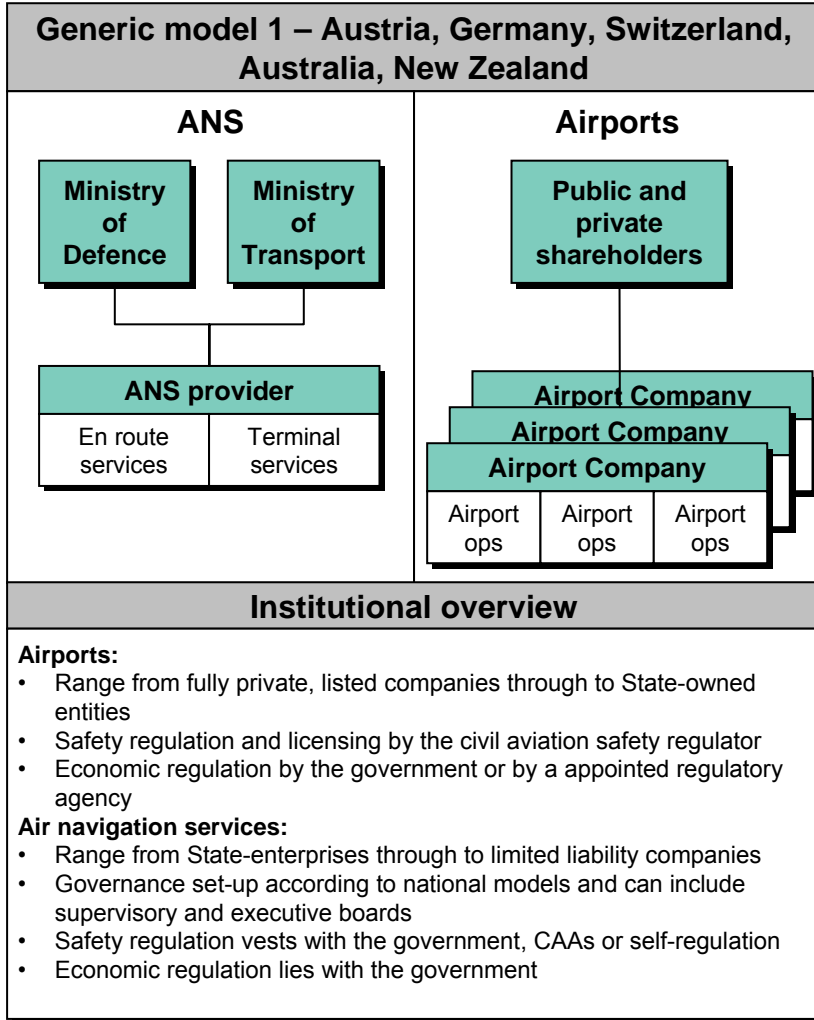 Generic model 1 – Austria, Germany, Switzerland,
Australia, New Zealand
ANS
Ministry
of
Defence
Ministry
of
Transport
ANS provider
En route
services
Terminal
services
Airports
Public and
private
shareholders
Airport Company
Airport Company
Airport Company
Airport
ops
Airport
ops
Airport
ops
Institutional overview
Airports:
• Range from fully private, listed companies through to State-owned
entities
• Safety regulation and licensing by the civil aviation safety regulator
• Economic regulation by the government or by a appointed regulatory
agency
Air navigation services:
• Range from State-enterprises through to limited liability companies
• Governance set-up according to national models and can include
supervisory and executive boards
• Safety regulation vests with the government, CAAs or self-regulation
• Economic regulation lies with the government